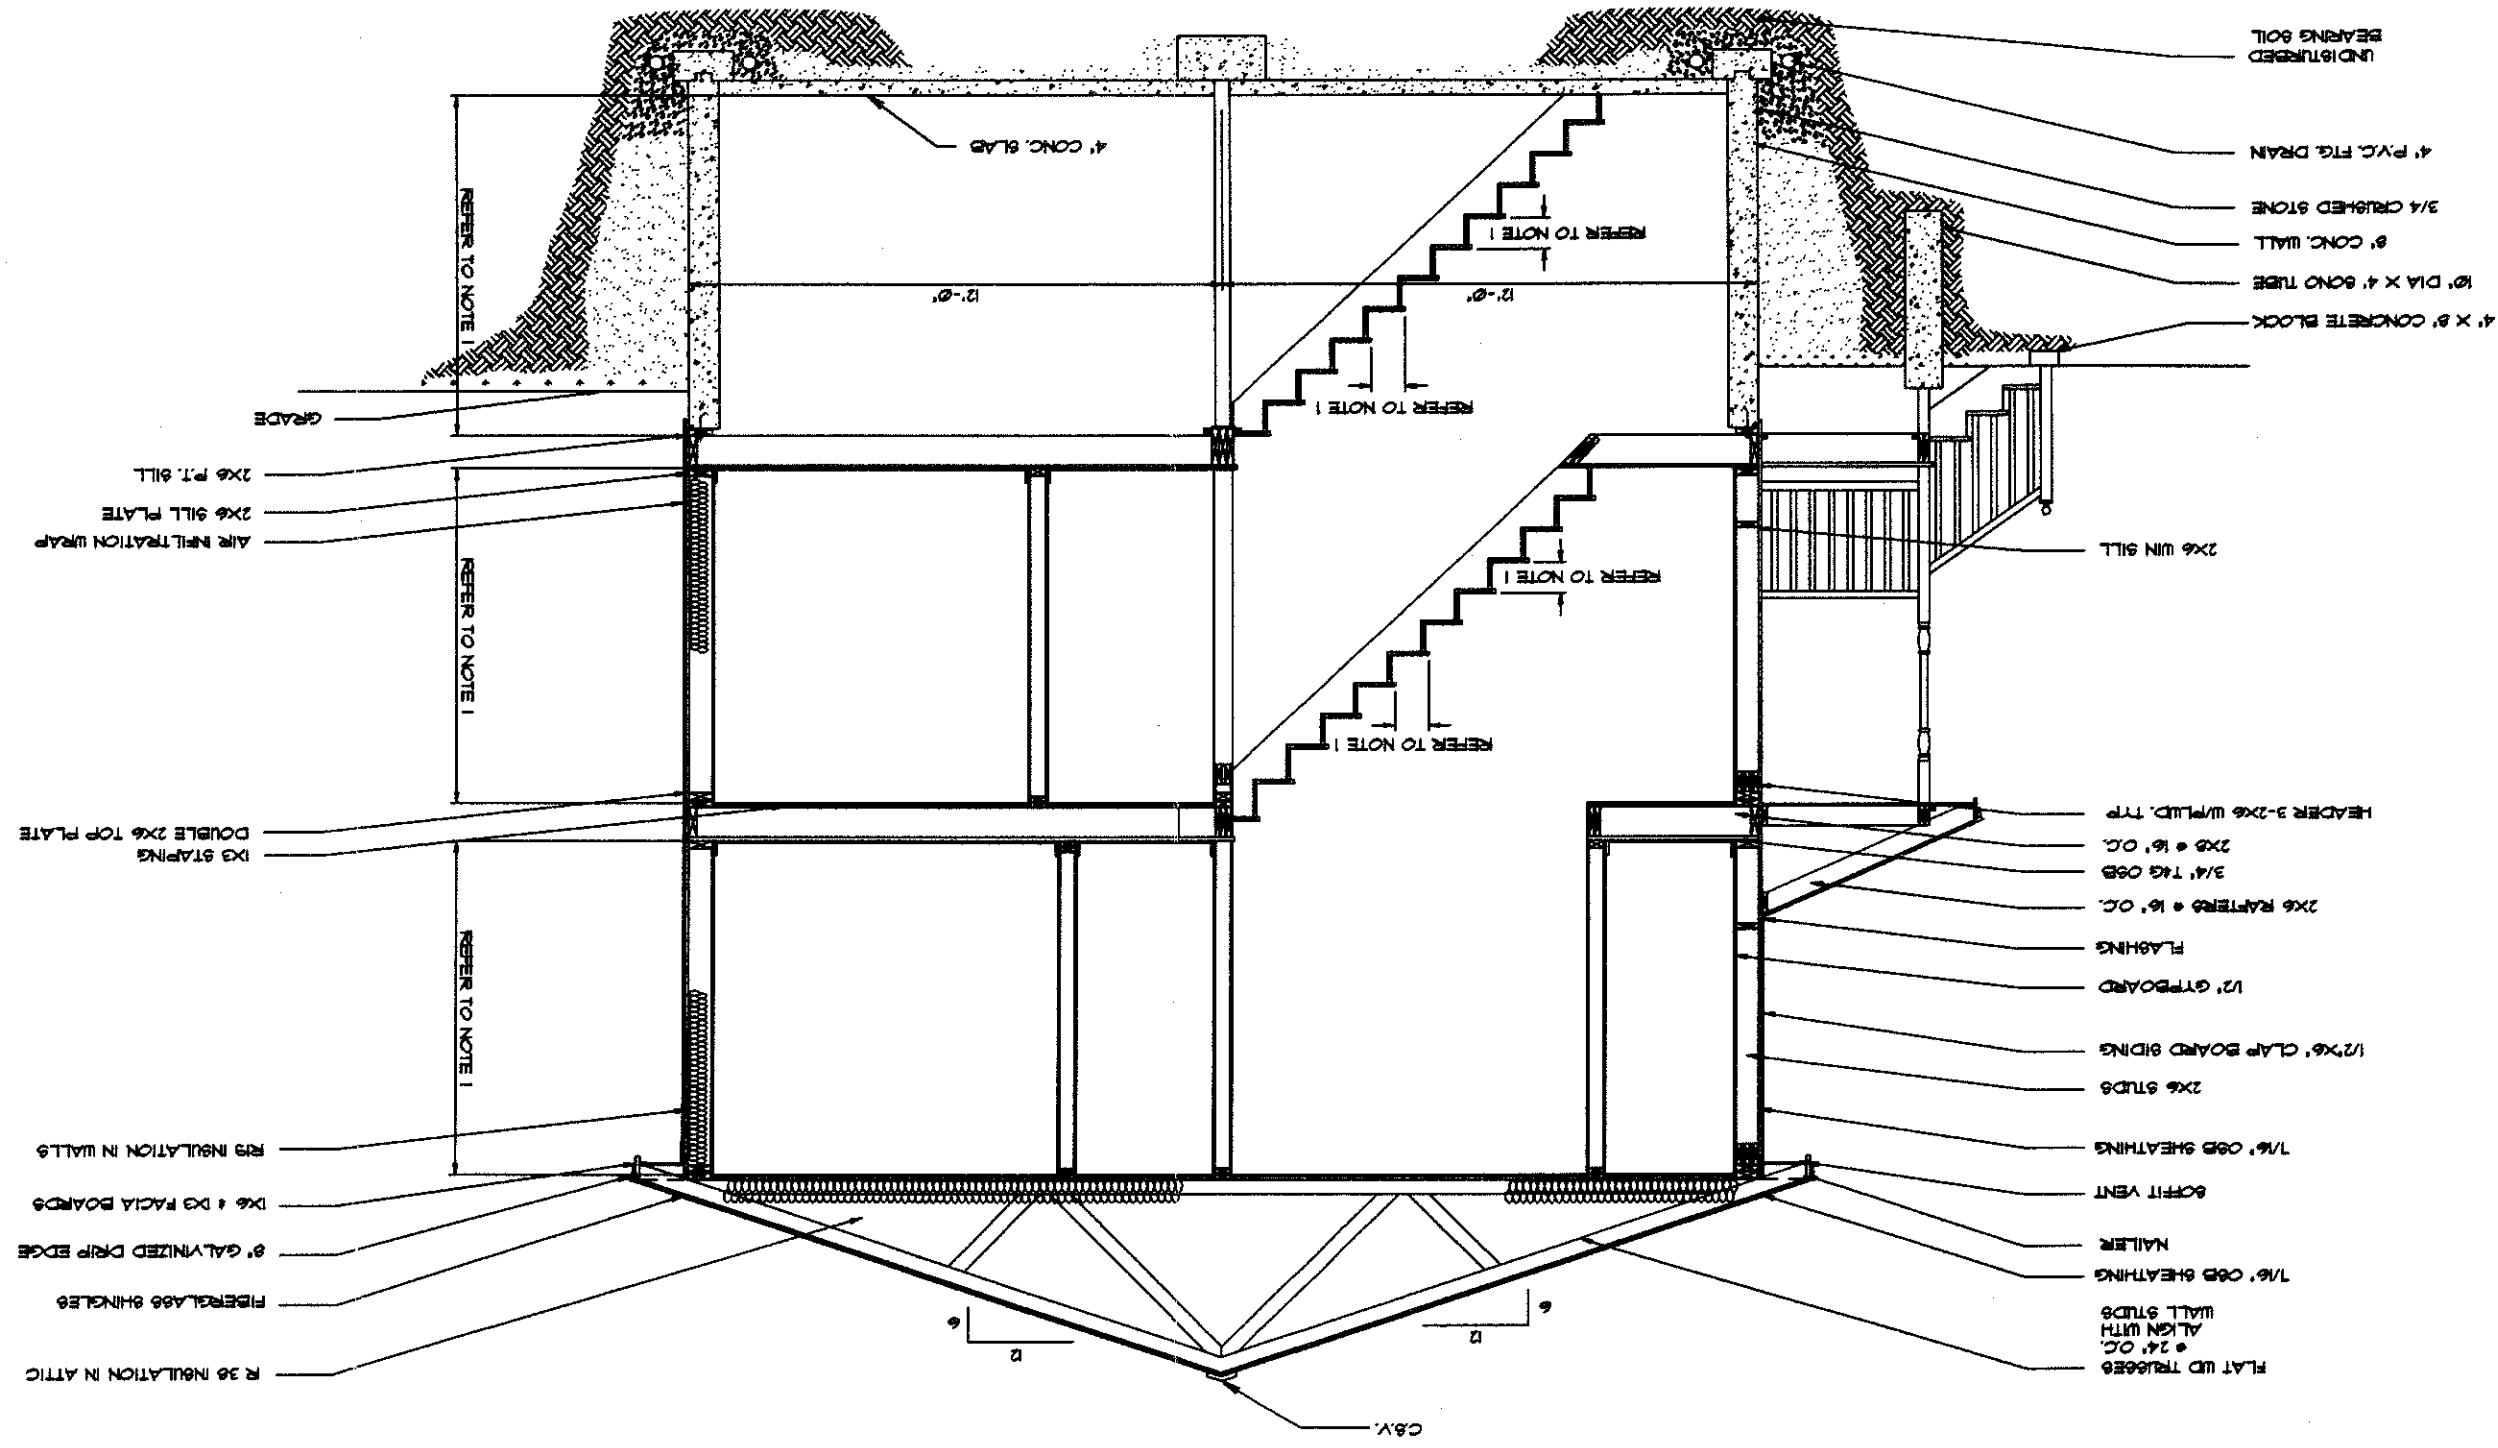 C.S.V.
FLAT WD TRUSSES
@ 24" O.C.
ALIGN WITH
WALL STUDS
7/16" OSB SHEATHING
NAILER
SOFFIT VENT
7/16" OSB SHEATHING
2X6 STUDS
1/2"X6" CLAP BOARD SIDING
1/2" GYPBOARD
FLASHING
2X6 RAFTERS @ 16" O.C.
3/4" T&G OSB
2X8 @ 16" O.C.
HEADER 3-2X6 W/PLWD. TYP
2X6 WIN SILL
4" X 8" CONCRETE BLOCK
10" DIA X 4' SONO TUBE
8" CONC. WALL
3/4 CRUSHED STONE
4" P.V.C. FTG. DRAIN
UNDISTURBED
BEARING SOIL
12
6
12
6
REFER TO NOTE 1
REFER TO NOTE 1
12'-0"
12'-0"
REFER TO NOTE 1
REFER TO NOTE 1
4" CONC. SLAB
REFER TO NOTE 1
REFER TO NOTE 1
REFER TO NOTE 1
R 38 INSULATION IN ATTIC
FIBERGLASS SHINGLES
8" GALVINIZED DRIP EDGE
1X6 & 1X3 FACIA BOARDS
R19 INSULATION IN WALLS
1X3 STAPING
DOUBLE 2X6 TOP PLATE
AIR INFILTRATION WRAP
2X6 SILL PLATE
2X6 P.T. SILL
GRADE